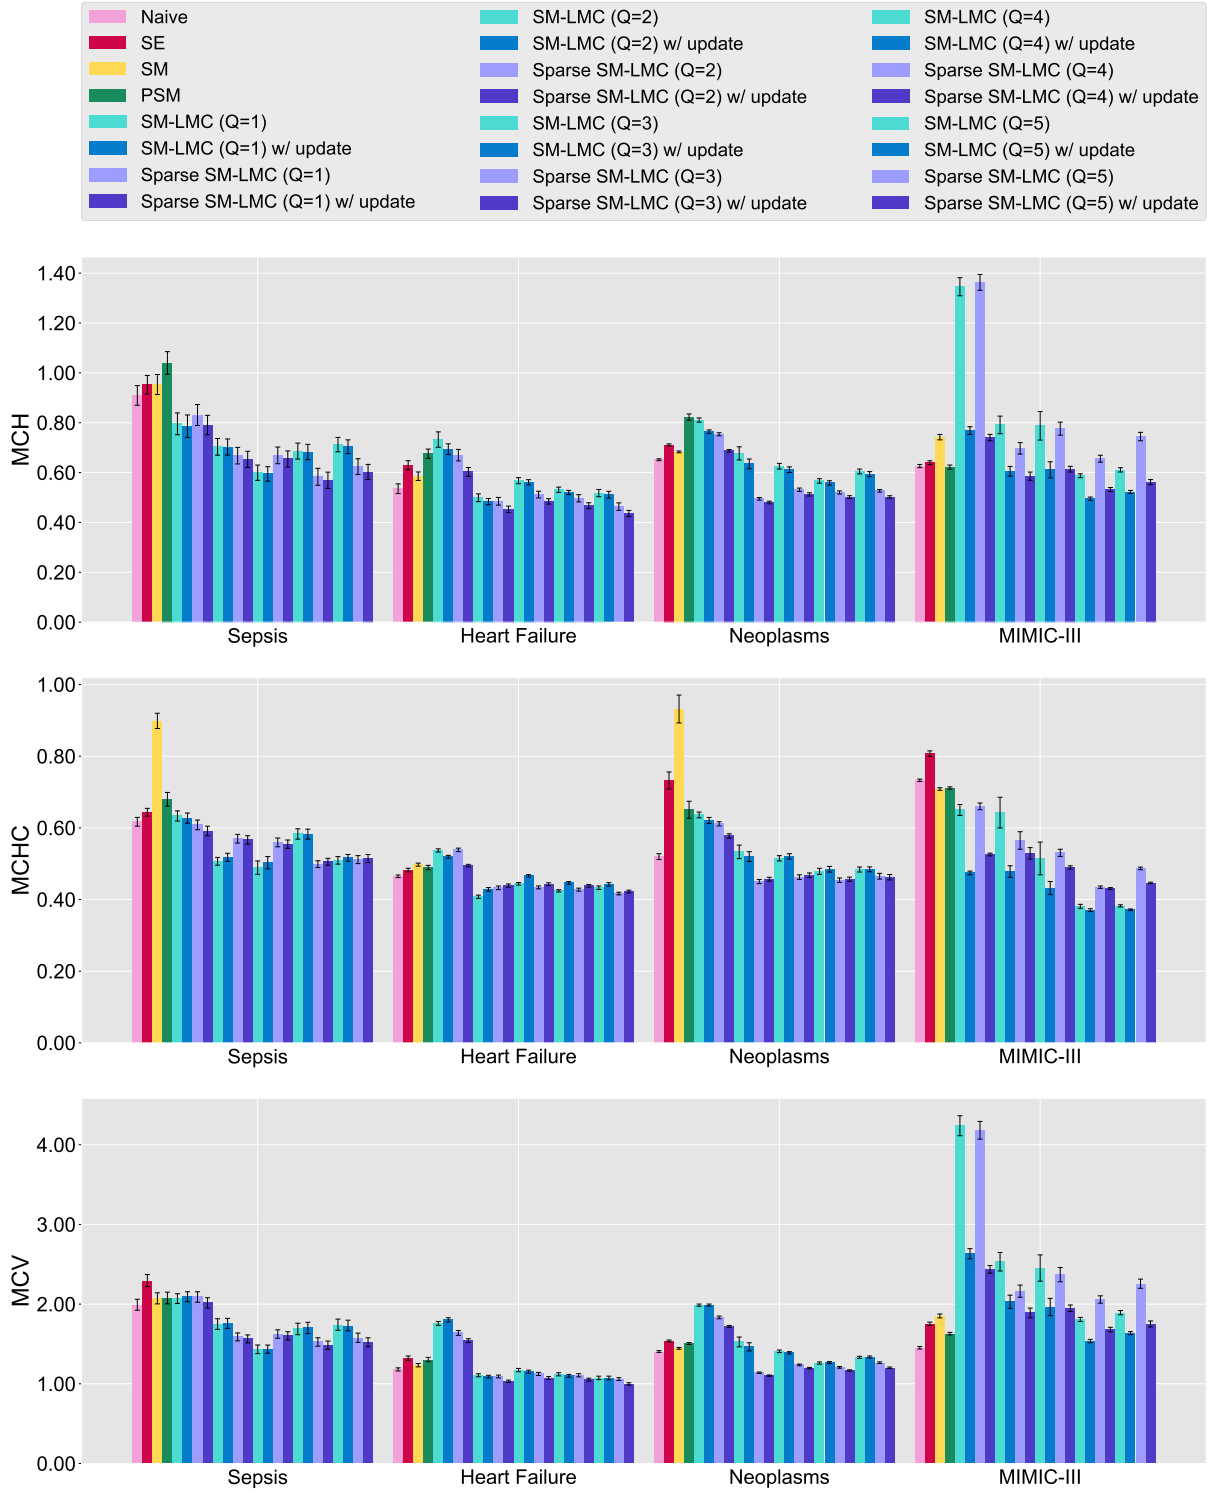 Naive
SE
SM
PSM
SM-LMC (Q=1)
SM-LMC (Q=1) w/ update
Sparse SM-LMC (Q=1)
Sparse SM-LMC (Q=1) w/ update
SM-LMC (Q=2)
SM-LMC (Q=2) w/ update
Sparse SM-LMC (Q=2)
Sparse SM-LMC (Q=2) w/ update
SM-LMC (Q=3)
SM-LMC (Q=3) w/ update
Sparse SM-LMC (Q=3)
Sparse SM-LMC (Q=3) w/ update
SM-LMC (Q=4)
SM-LMC (Q=4) w/ update
Sparse SM-LMC (Q=4)
Sparse SM-LMC (Q=4) w/ update
SM-LMC (Q=5)
SM-LMC (Q=5) w/ update
Sparse SM-LMC (Q=5)
Sparse SM-LMC (Q=5) w/ update
MCH
1.40
1.20
1.00
0.80
0.60
0.40
0.20
0.00
Sepsis
Heart Failure
Neoplasms
MIMIC-III
MCHC
1.00
0.80
0.60
0.40
0.20
0.00
Sepsis
Heart Failure
Neoplasms
MIMIC-III
MCV
4.00
3.00
2.00
1.00
0.00
Sepsis
Heart Failure
Neoplasms
MIMIC-III